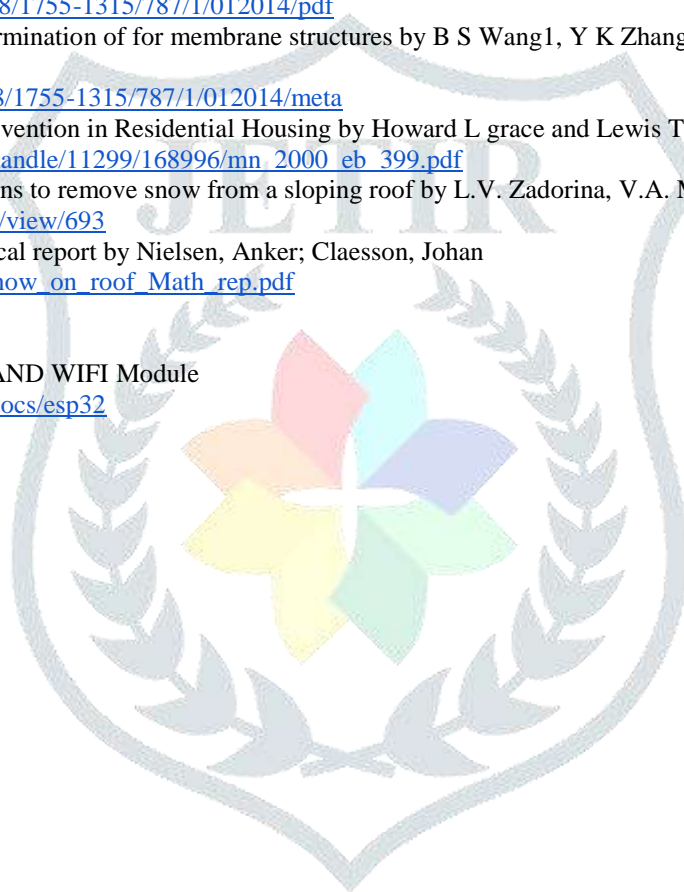 8/1755-1315/787/1/012014/pdf
rmination of for membrane structures by B S Wang1, Y K Zhang
8/1755-1315/787/1/012014/meta
vention in Residential Housing by Howard L grace and Lewis T
handle/11299/168996/mn_2000_eb_399.pdf
ns to remove snow from a sloping roof by L.V. Zadorina, V.A. M
/view/693
cal report by Nielsen, Anker; Claesson, Johan
now_on_roof_Math_rep.pdf
JETIR
AND WIFI Module
ocs/esp32